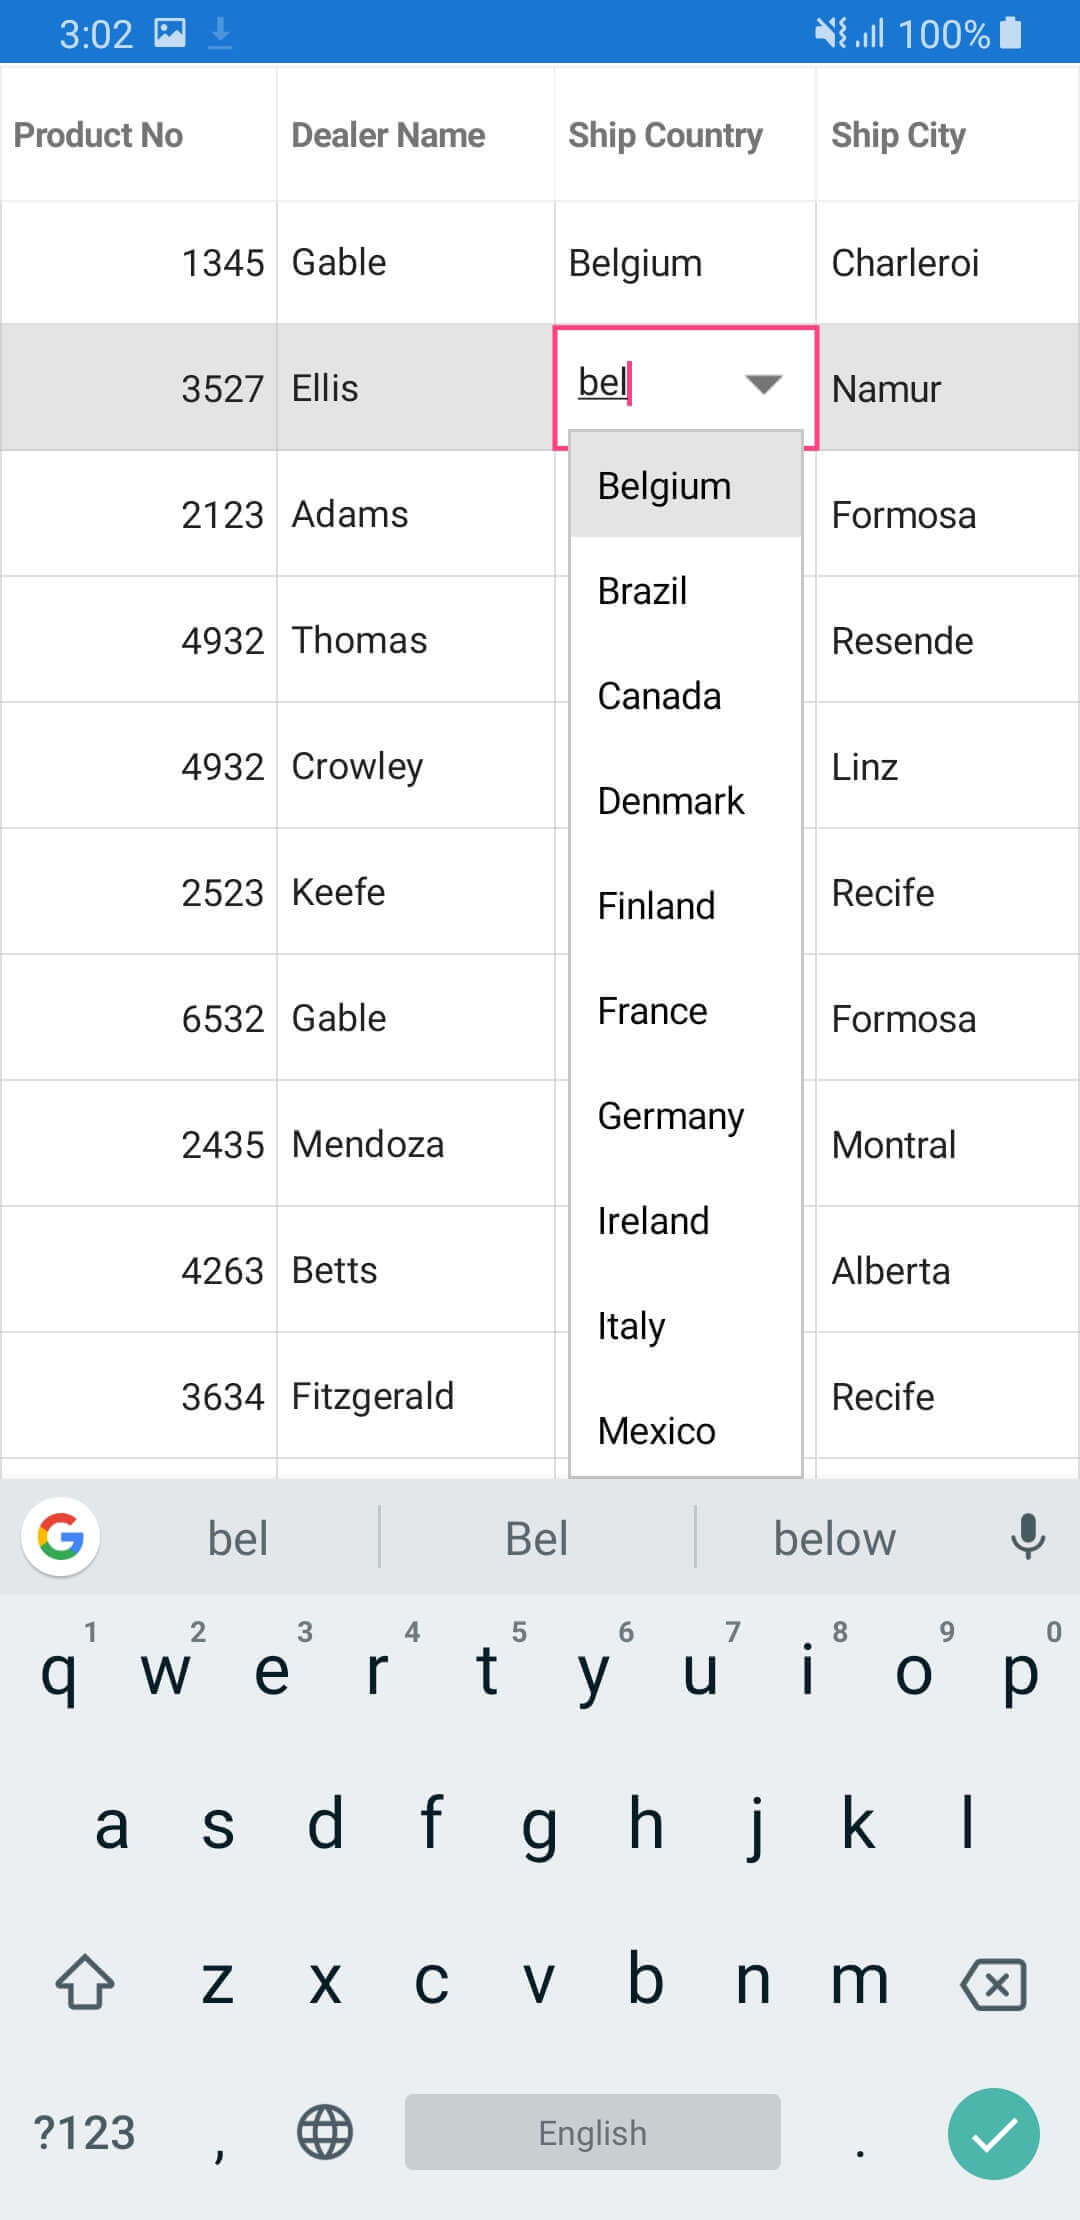 3:02 100%
Product No Dealer Name Ship Country Ship City
1345 Gable Belgium Charleroi
3527 Ellis bel Namur
Belgium
2123 Adams Formosa
Brazil
4932 Thomas Resende
Canada
4932 Crowley Linz
Denmark
2523 Keefe Recife
Finland
6532 Gable Formosa
France
2435 Mendoza Montral
Germany
4263 Betts Alberta
Ireland
Italy
3634 Fitzgerald Recife
Mexico
G bel Bel below
1 2 3 4 5 6 7 8 9 0
q w e r t y u i o p
a s d f g h j k l
z x c v b n m
?123 , English .